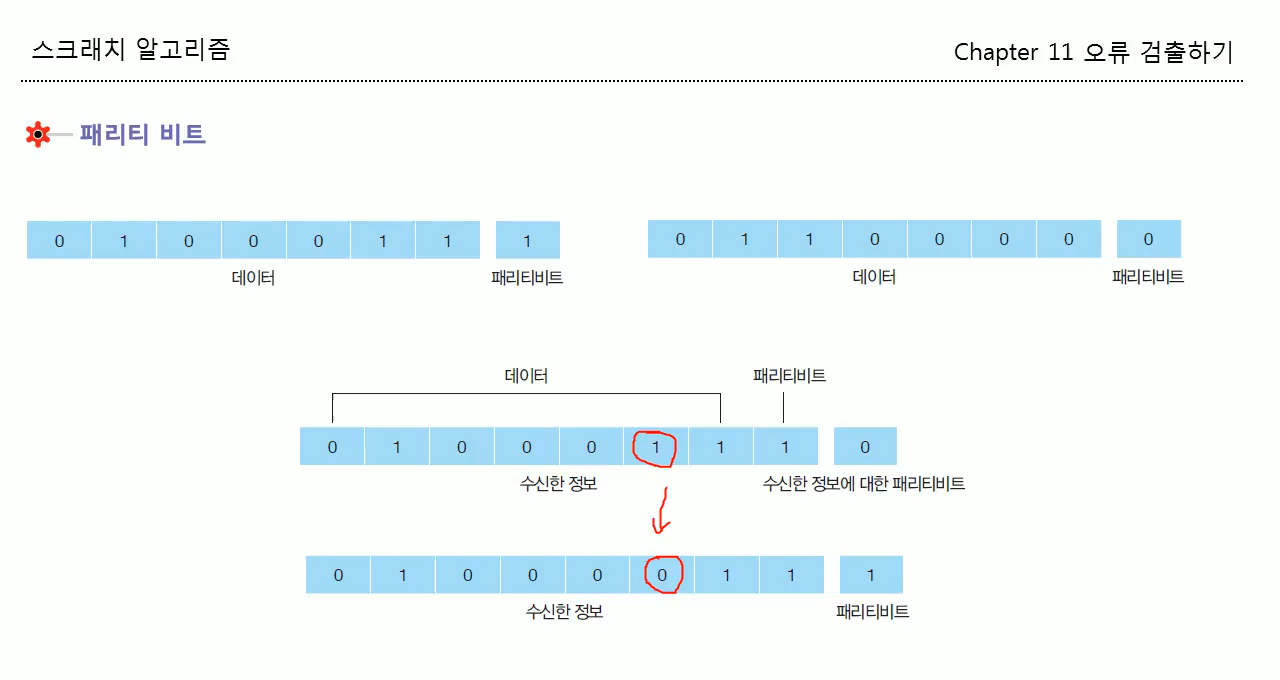 스크래치 알고리즘
Chapter 11 오류 검출하기
패리티 비트
0 1 0 0 0 1 1 1
데이터 패리티비트
0 1 1 0 0 0 0 0
데이터 패리티비트
데이터 패리티비트
0 1 0 0 0 1 1 1 0
수신한 정보 수신한 정보에 대한 패리티비트
0 1 0 0 0 0 1 1 1
수신한 정보 패리티비트